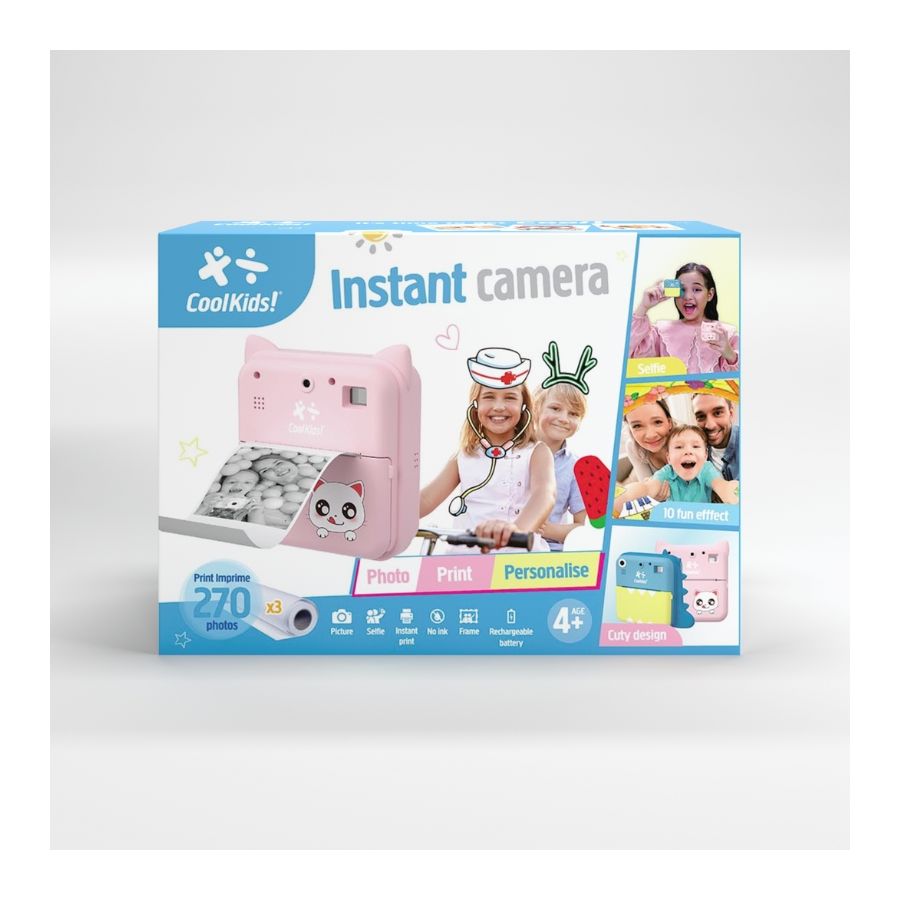 CoolKids!®
Instant camera
CoolKids!
Selfie
10 fun efffect
Photo Print Personalise
Print Imprime
270
photos
x3
Picture
Selfie
Instant
print
No ink
Frame
Rechargeable
battery
AGE
4+
CoolKids!
Cuty design